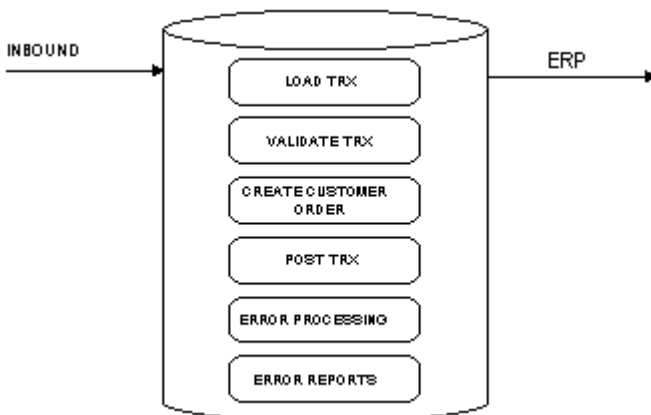 INBOUND
ERP
LOAD TRX
VALIDATE TRX
CREATE CUSTOMER
ORDER
POST TRX
ERROR PROCESSING
ERROR REPORTS